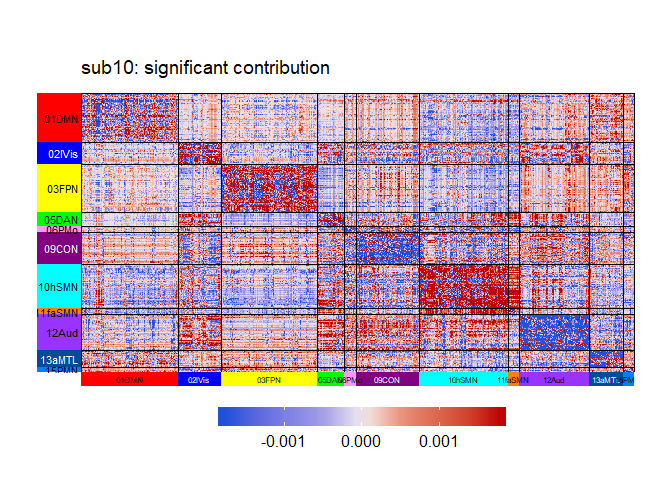 sub10: significant contribution
01DMN
02lVis
03FPN
05DAN
06PMo
09CON
10hSMN
11faSMN
12Aud
13aMTL
15PMN
01DMN
02lVis
03FPN
05DAN
09CON
10hSMN
11faSMN
12Aud
13aMTL
-0.001 0.000 0.001